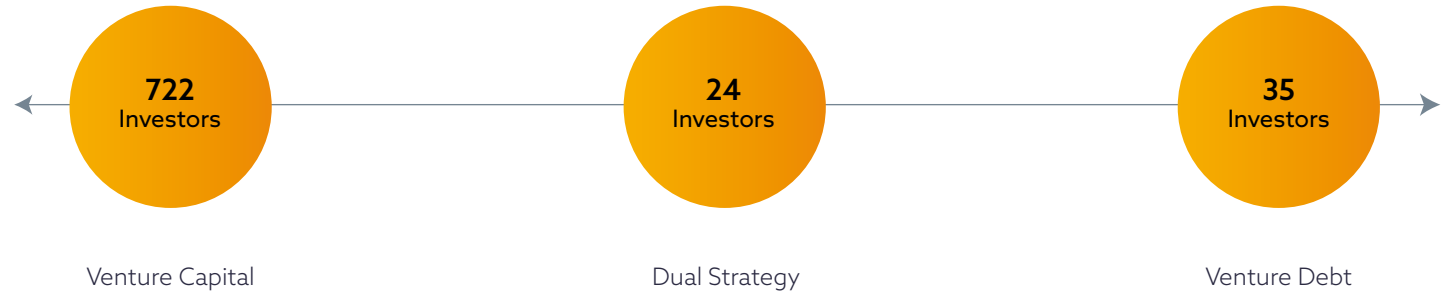 722
Investors
24
Investors
35
Investors
Venture Capital
Dual Strategy
Venture Debt